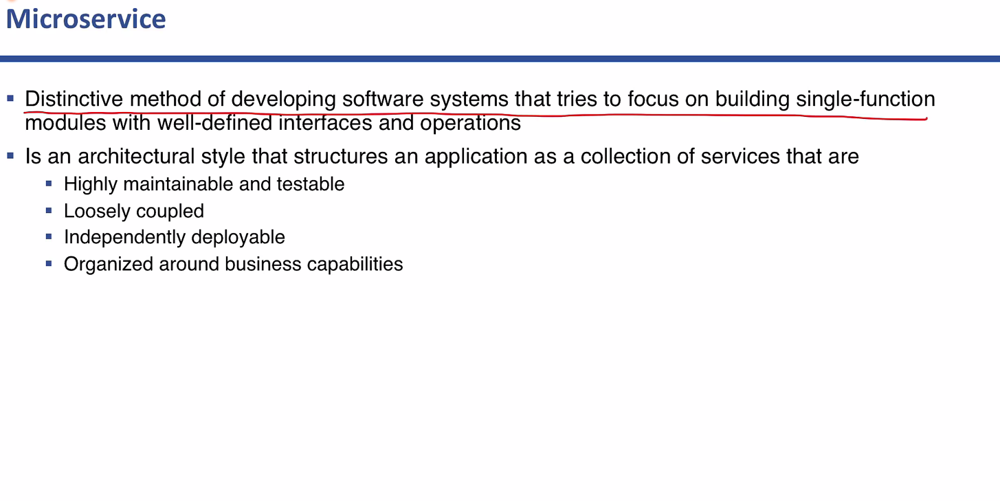 Microservice
▪ Distinctive method of developing software systems that tries to focus on building single-function
modules with well-defined interfaces and operations
▪ Is an architectural style that structures an application as a collection of services that are
▪ Highly maintainable and testable
▪ Loosely coupled
▪ Independently deployable
▪ Organized around business capabilities